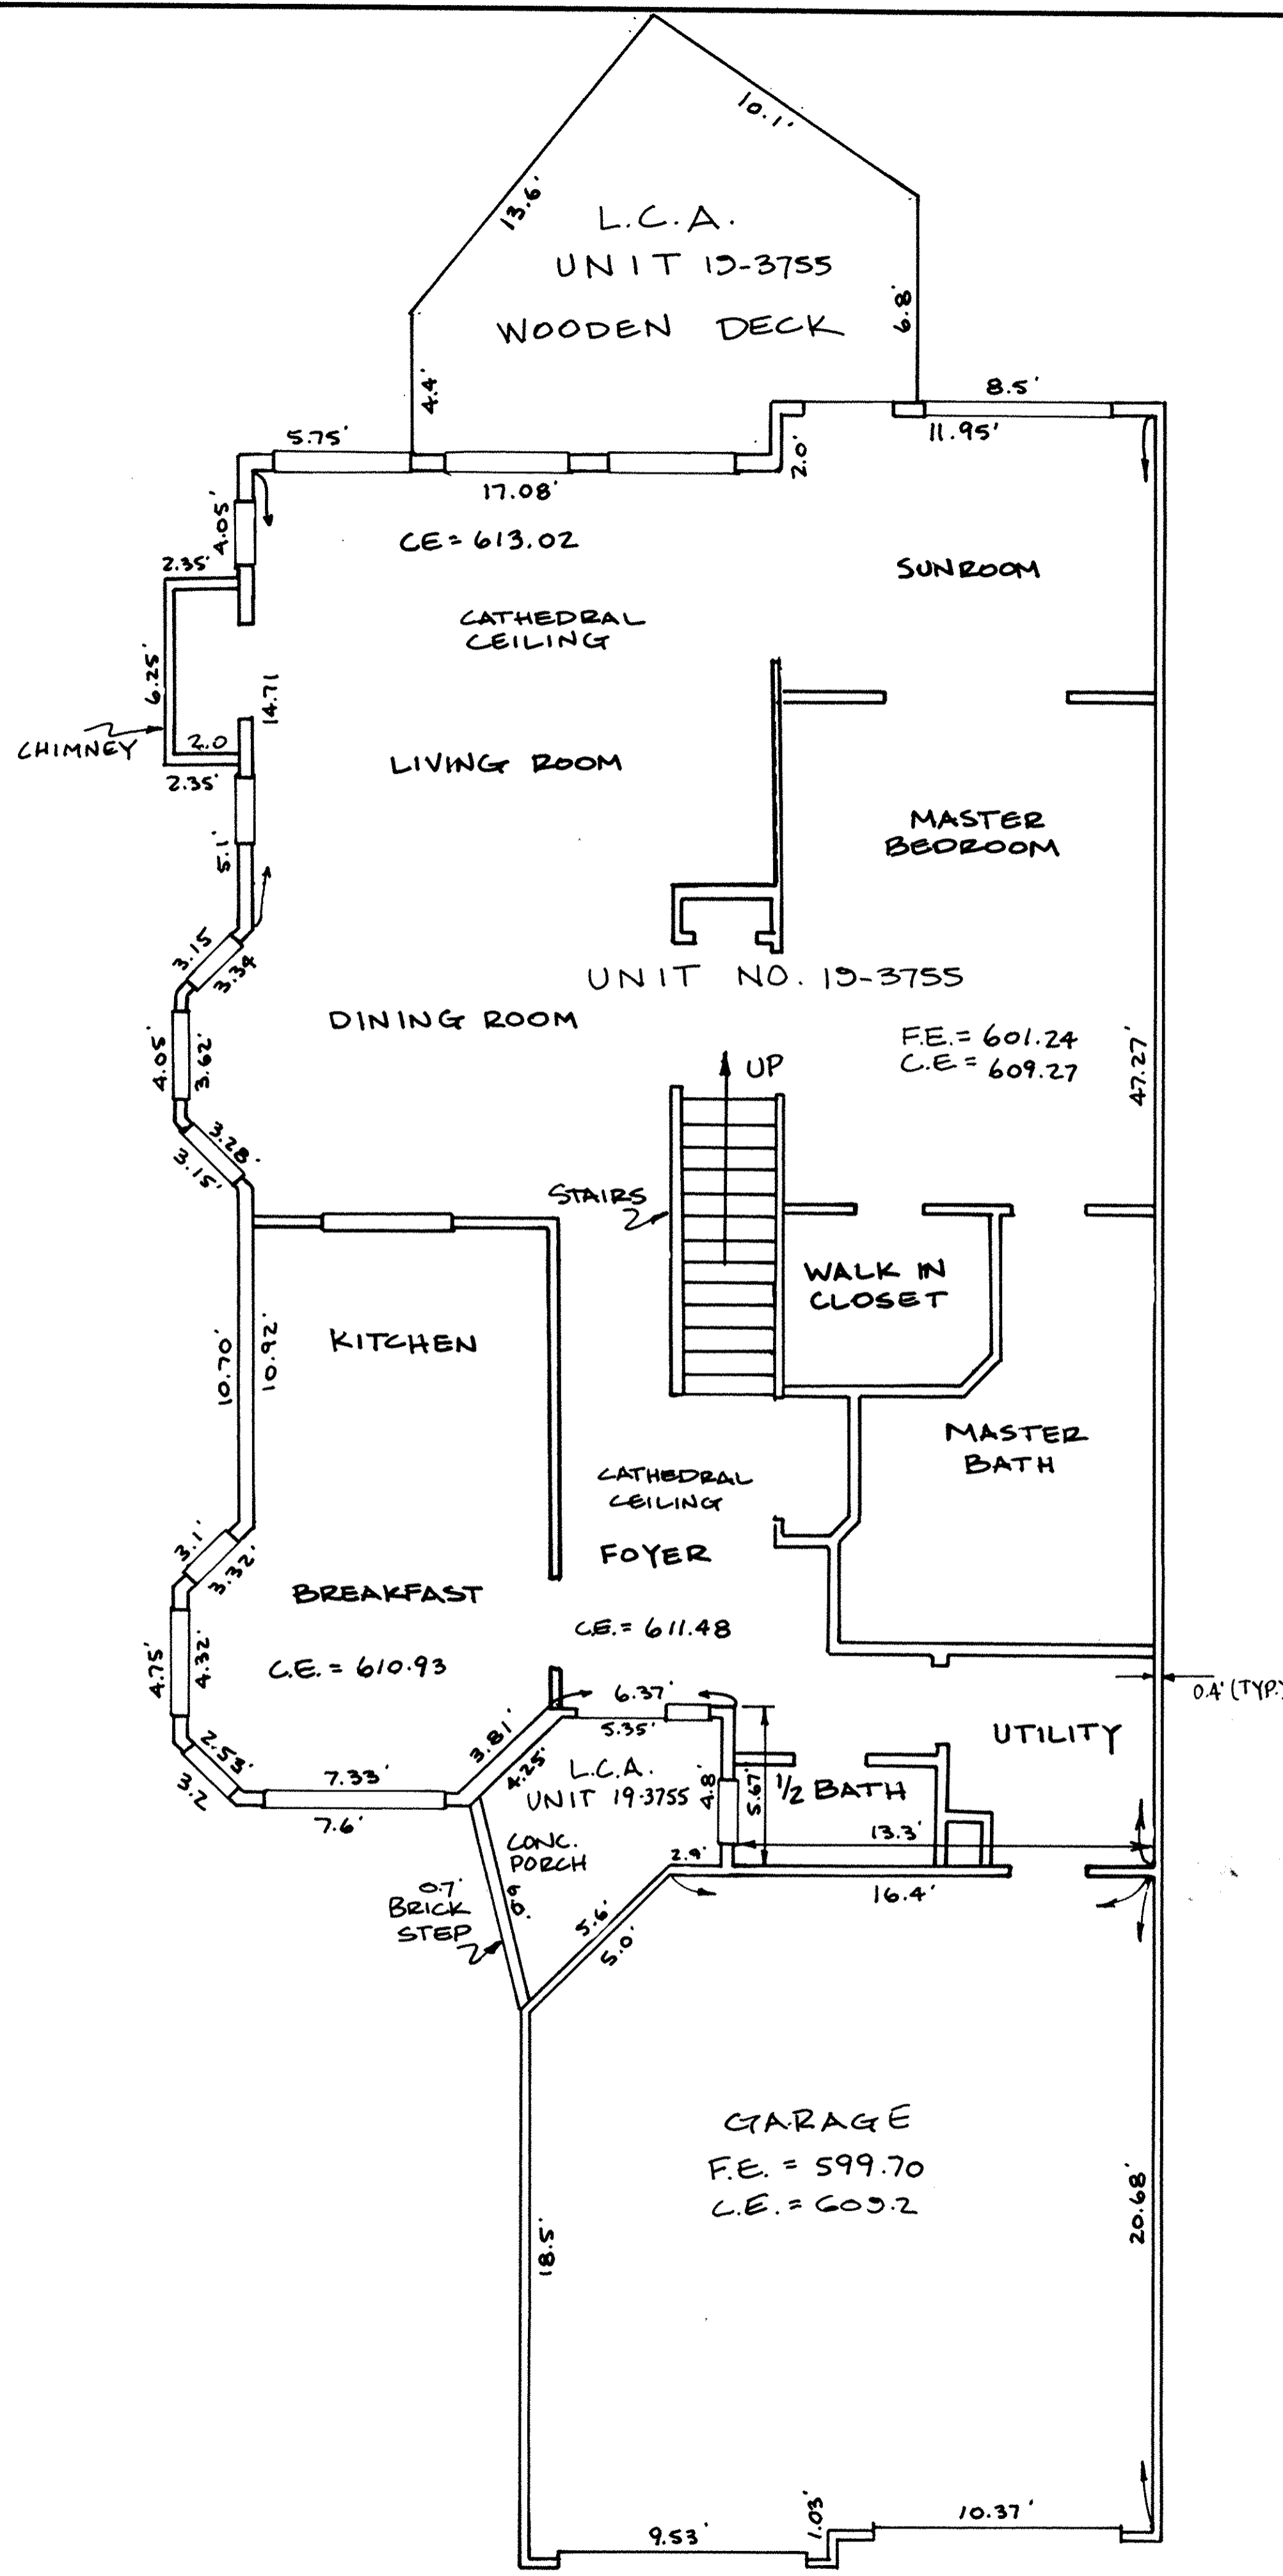 10.1'
13.6'
L.C.A.
UNIT 19-3755
WOODEN DECK
6.8'
4.4'
8.5'
11.95'
5.75'
2.0'
17.08'
4.05'
CE = 613.02
2.35'
SUNROOM
CATHEDRAL
CEILING
6.25'
14.71
CHIMNEY
2.0
2.35'
LIVING ROOM
MASTER
BEDROOM
5.1'
3.15
3.34
UNIT NO. 19-3755
DINING ROOM
F.E. = 601.24
C.E = 609.27
4.05'
3.62'
47.27'
UP
3.28'
3.15'
STAIRS
WALK IN
CLOSET
KITCHEN
10.70'
10.92'
MASTER
BATH
CATHEDRAL
CEILING
FOYER
3.1'
3.32'
BREAKFAST
C.E. = 611.48
C.E. = 610.93
4.75'
4.32'
6.37'
5.35'
0.4' (TYP.)
UTILITY
3.81'
4.25'
2.53'
3.2
7.33'
7.6'
L.C.A.
UNIT 19-3755
4.8'
5.67'
1/2 BATH
13.3'
CONC.
PORCH
2.9'
16.4'
0.7'
BRICK
STEP
6.9'
5.6'
5.0'
GARAGE
F.E. = 599.70
C.E. = 609.2
18.5'
20.68'
9.53'
1.03'
10.37'